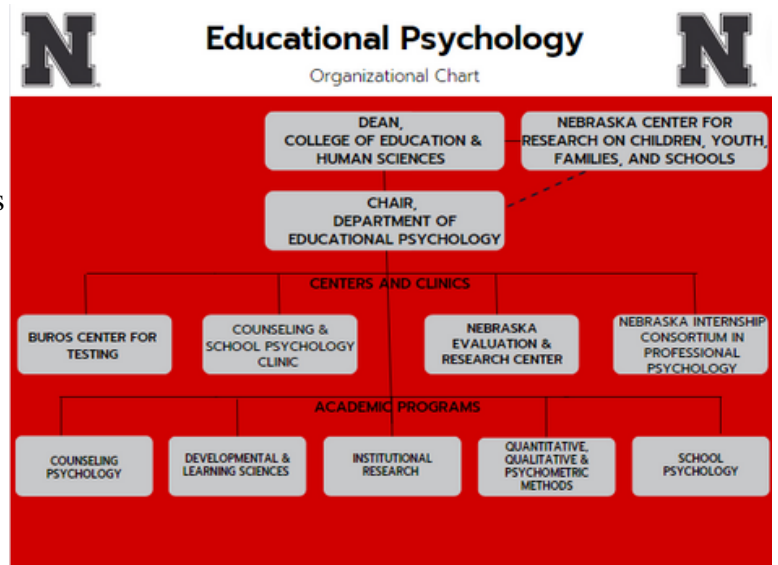 N
Educational Psychology
N
Organizational Chart
DEAN,
COLLEGE OF EDUCATION &
HUMAN SCIENCES
NEBRASKA CENTER FOR
RESEARCH ON CHILDREN, YOUTH,
FAMILIES, AND SCHOOLS
s
CHAIR,
DEPARTMENT OF
EDUCATIONAL PSYCHOLOGY
CENTERS AND CLINICS
BUROS CENTER FOR
TESTING
COUNSELING &
SCHOOL PSYCHOLOGY
CLINIC
NEBRASKA
EVALUATION &
RESEARCH CENTER
NEBRASKA INTERNSHIP
CONSORTIUM IN
PROFESSIONAL
PSYCHOLOGY
ACADEMIC PROGRAMS
COUNSELING
PSYCHOLOGY
DEVELOPMENTAL &
LEARNING SCIENCES
INSTITUTIONAL
RESEARCH
QUANTITATIVE,
QUALITATIVE &
PSYCHOMETRIC
METHODS
SCHOOL
PSYCHOLOGY